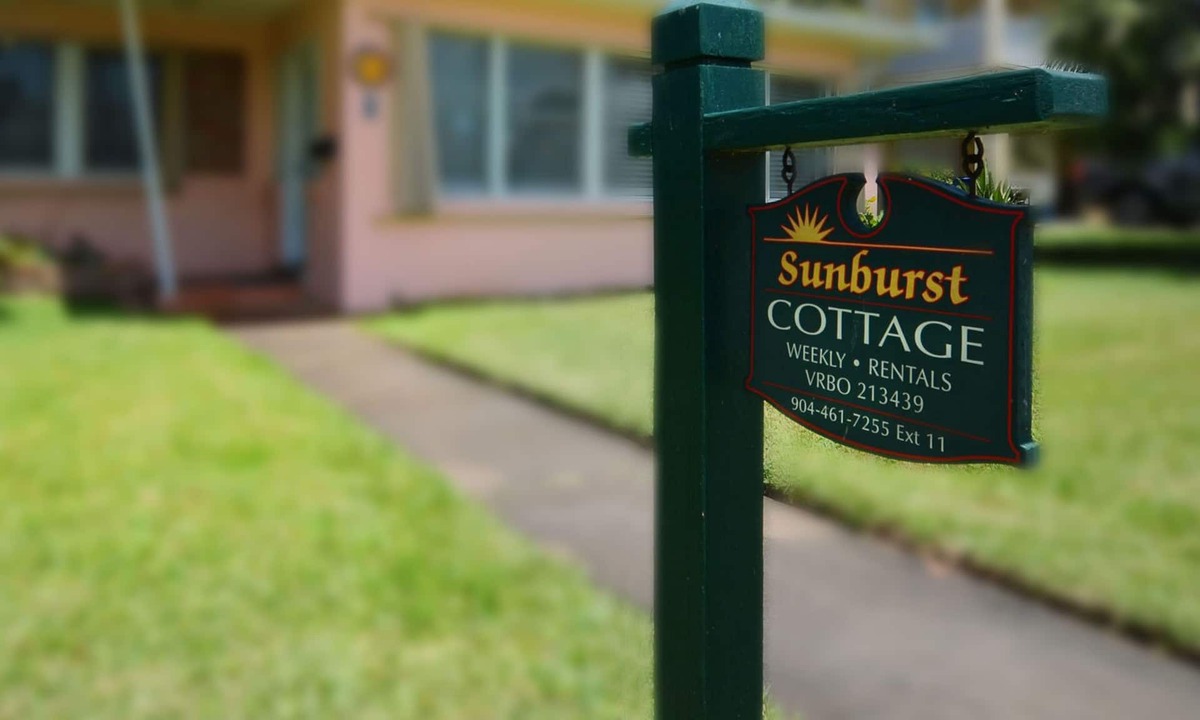 Sunburst
COTTAGE
WEEKLY • RENTALS
VRBO 213439
904-461-7255 Ext 11